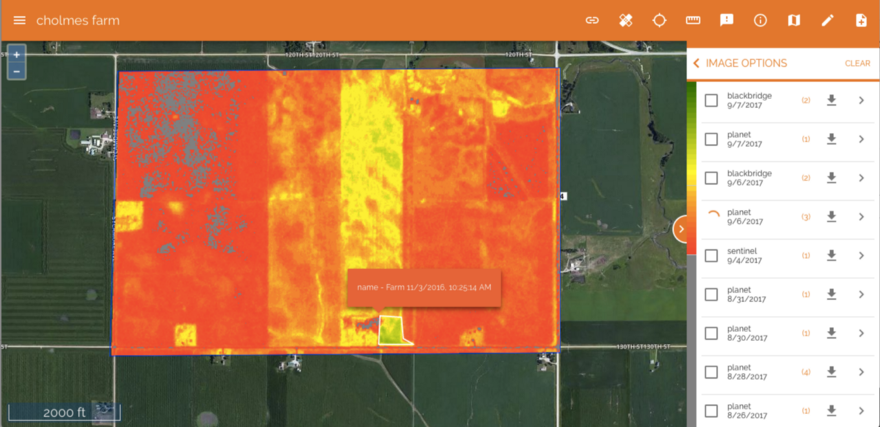 cholmes farm
120TH ST
120TH ST
120TH ST
+
−
IMAGE OPTIONS
CLEAR
blackbridge
9/7/2017
(2)
planet
9/7/2017
(1)
blackbridge
9/6/2017
(2)
planet
9/6/2017
(3)
sentinel
9/4/2017
(1)
planet
8/31/2017
(1)
planet
8/30/2017
(1)
planet
8/28/2017
(4)
planet
8/26/2017
(1)
name - Farm 11/3/2016, 10:25:14 AM
ST
130TH ST
130TH ST
2000 ft